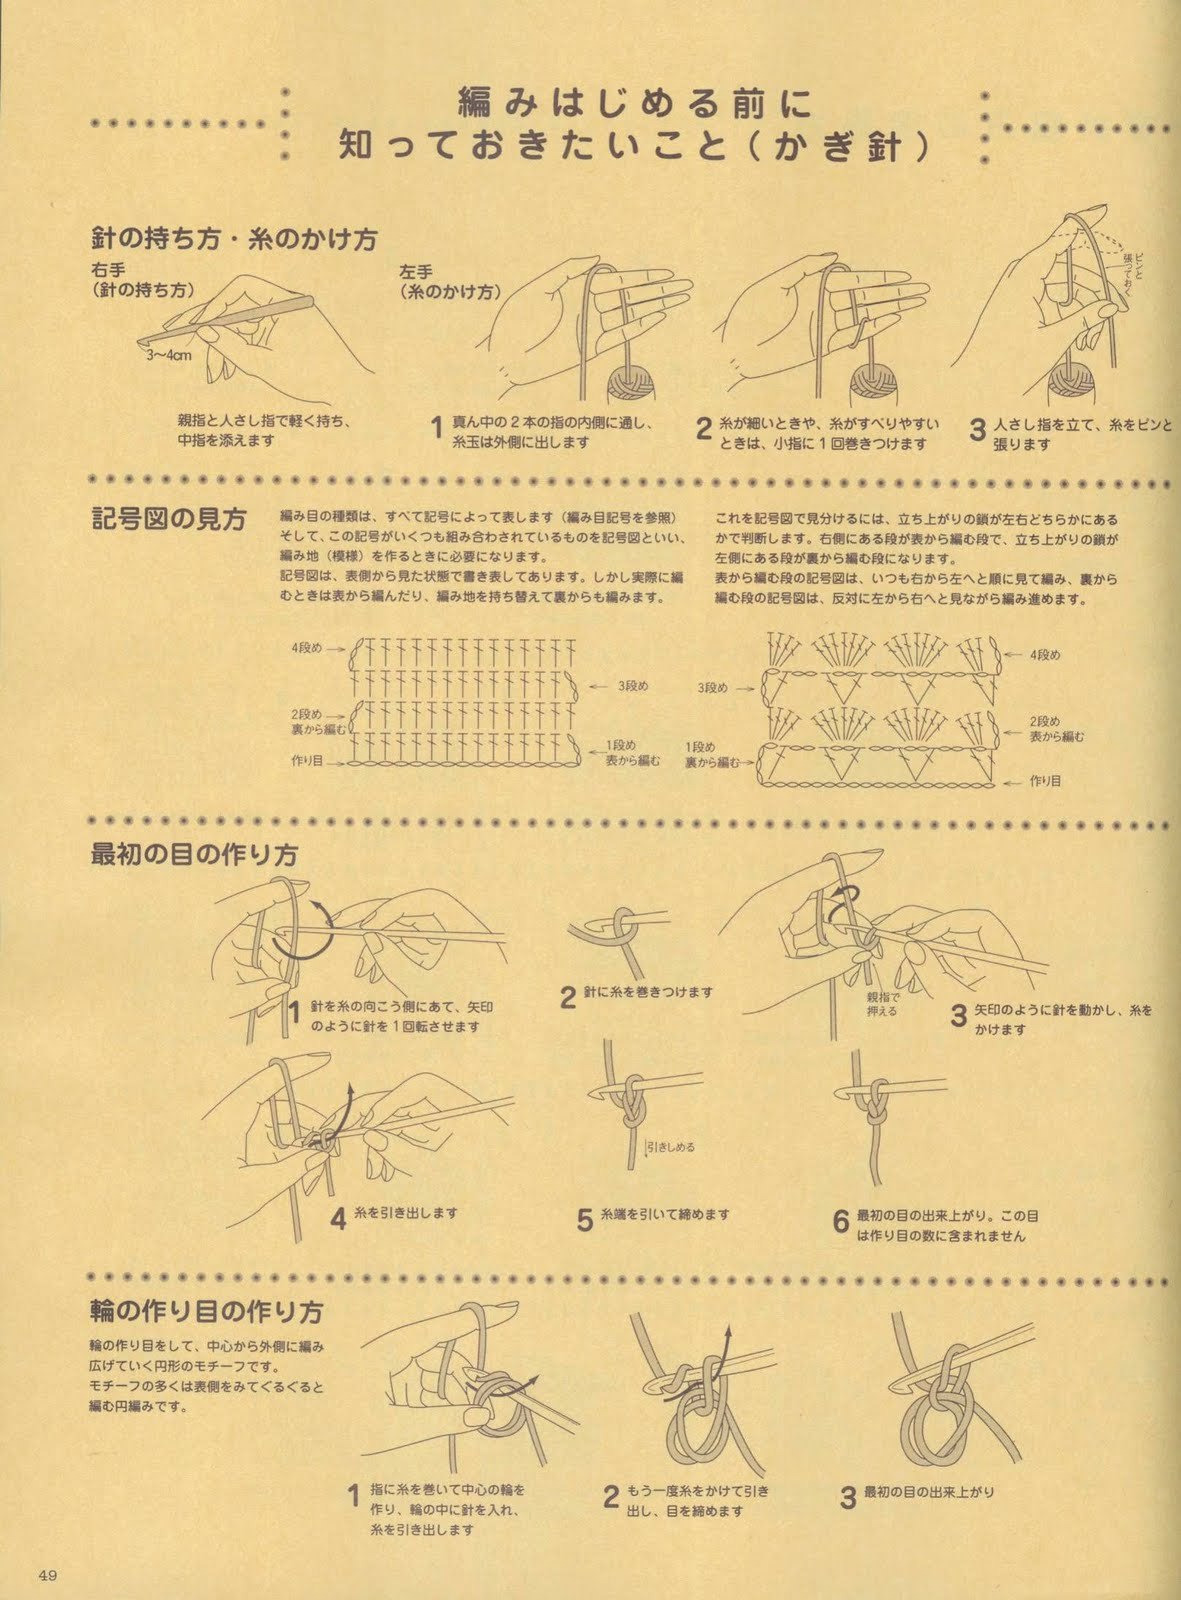 編みはじめる前に
知っておきたいこと(かぎ針)
針の持ち方・糸のかけ方
右手
(針の持ち方)
3〜4cm
親指と人さし指で軽く持ち、
中指を添えます
左手
(糸のかけ方)
1 真ん中の2本の指の内側に通し、
糸玉は外側に出します
2 糸が細いときや、糸がすべりやすい
ときは、小指に1回巻きつけます
ピンと
張っておく
3 人さし指を立て、糸をピンと
張ります
記号図の見方
編み目の種類は、すべて記号によって表します(編み目記号を参照)
そして、この記号がいくつも組み合わされているものを記号図といい、
編み地(模様)を作るときに必要になります。
記号図は、表側から見た状態で書き表してあります。しかし実際に編
むときは表から編んだり、編み地を持ち替えて裏からも編みます。
これを記号図で見分けるには、立ち上がりの鎖が左右どちらかにある
かで判断します。右側にある段が表から編む段で、立ち上がりの鎖が
左側にある段が裏から編む段になります。
表から編む段の記号図は、いつも右から左へと順に見て編み、裏から
編む段の記号図は、反対に左から右へと見ながら編み進めます。
4段め
3段め
2段め
裏から編む
1段め
表から編む
作り目
4段め
3段め
2段め
表から編む
1段め
裏から編む
作り目
最初の目の作り方
1 針を糸の向こう側にあて、矢印
のように針を1回転させます
2 針に糸を巻きつけます
親指で
押える
3 矢印のように針を動かし、糸を
かけます
4 糸を引き出します
引きしめる
5 糸端を引いて締めます
6 最初の目の出来上がり。この目
は作り目の数に含まれません
輪の作り目の作り方
輪の作り目をして、中心から外側に編み
広げていく円形のモチーフです。
モチーフの多くは表側をみてぐるぐると
編む円編みです。
1 指に糸を巻いて中心の輪を
作り、輪の中に針を入れ、
糸を引き出します
2 もう一度糸をかけて引き
出し、目を締めます
3 最初の目の出来上がり
49